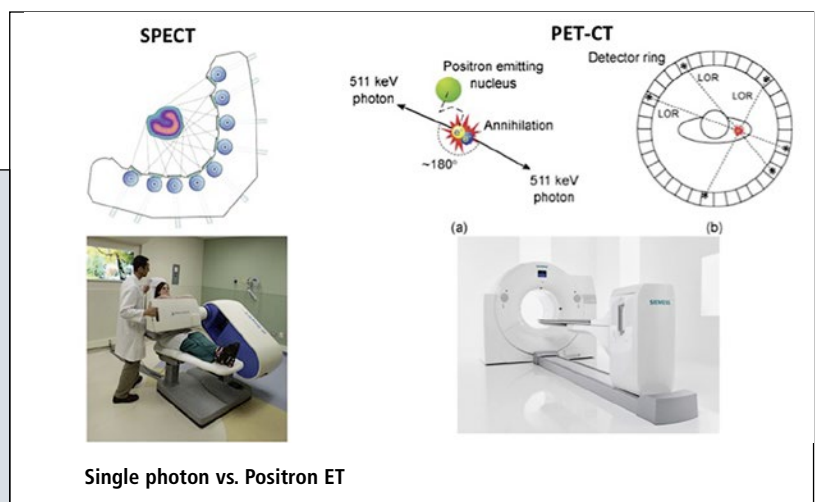 SPECT
PET-CT
Positron emitting
nucleus
511 keV
photon
Annihilation
~180°
511 keV
photon
(a)
Detector ring
LOR
LOR
LOR
(b)
SIEMENS
Single photon vs. Positron ET